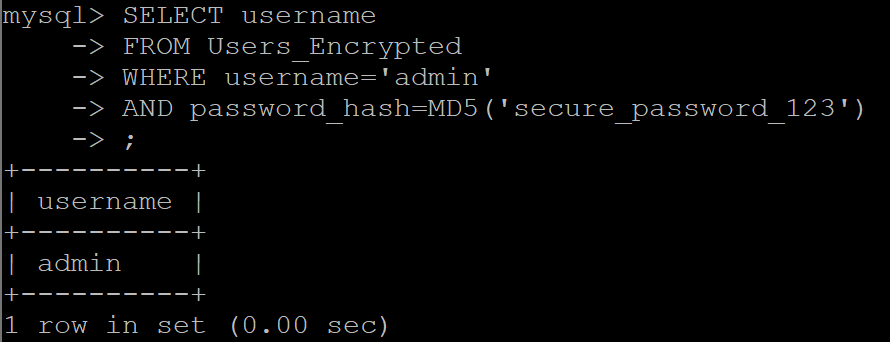 mysql> SELECT username
    -> FROM Users_Encrypted
    -> WHERE username='admin'
    -> AND password_hash=MD5('secure_password_123')
    -> ;
+----------+
| username |
+----------+
| admin    |
+----------+
1 row in set (0.00 sec)